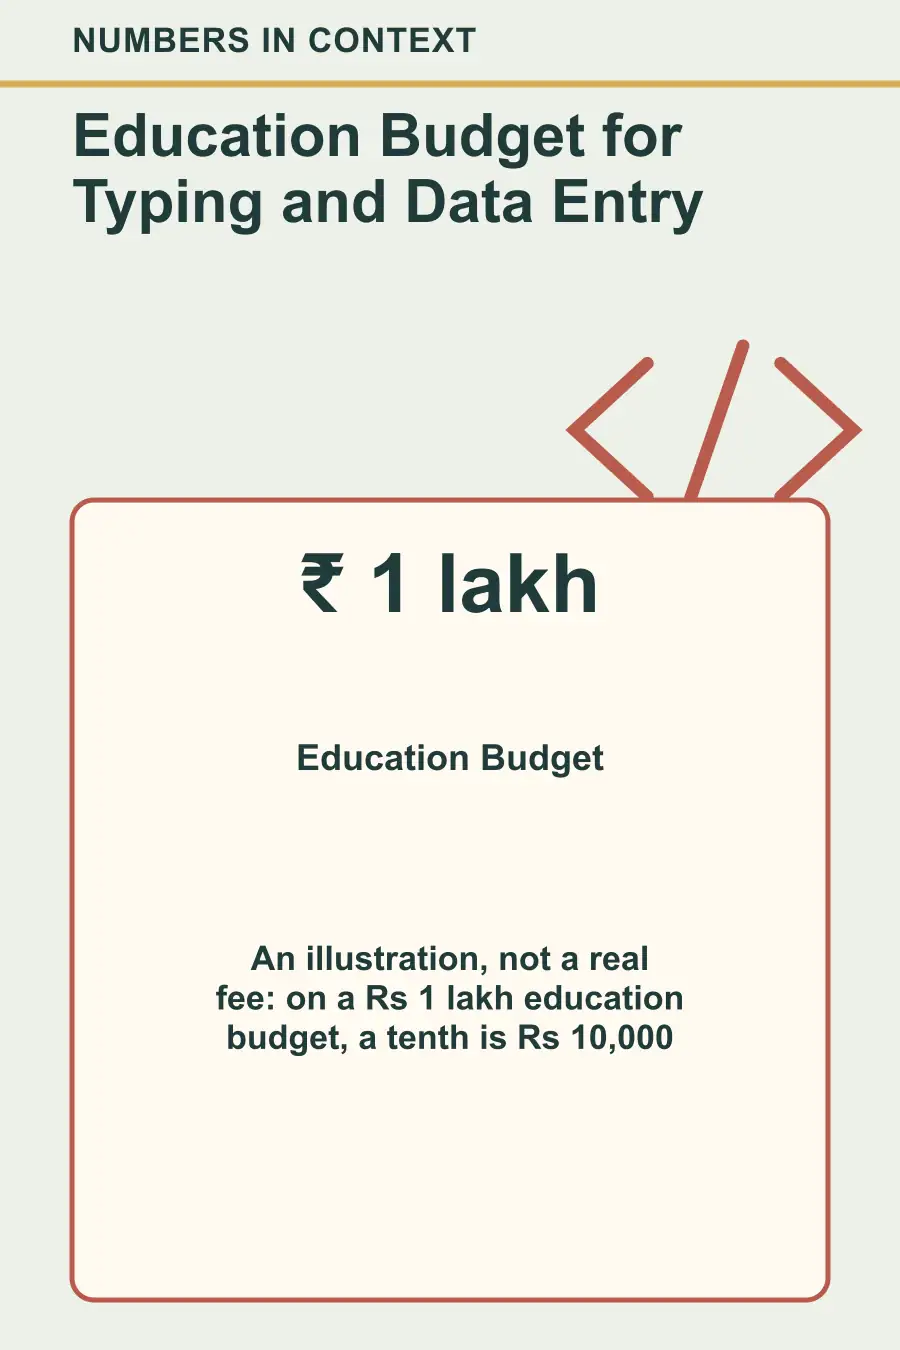 NUMBERS IN CONTEXT
Education Budget for
Typing and Data Entry
₹ 1 lakh
Education Budget
An illustration, not a real
fee: on a Rs 1 lakh education
budget, a tenth is Rs 10,000